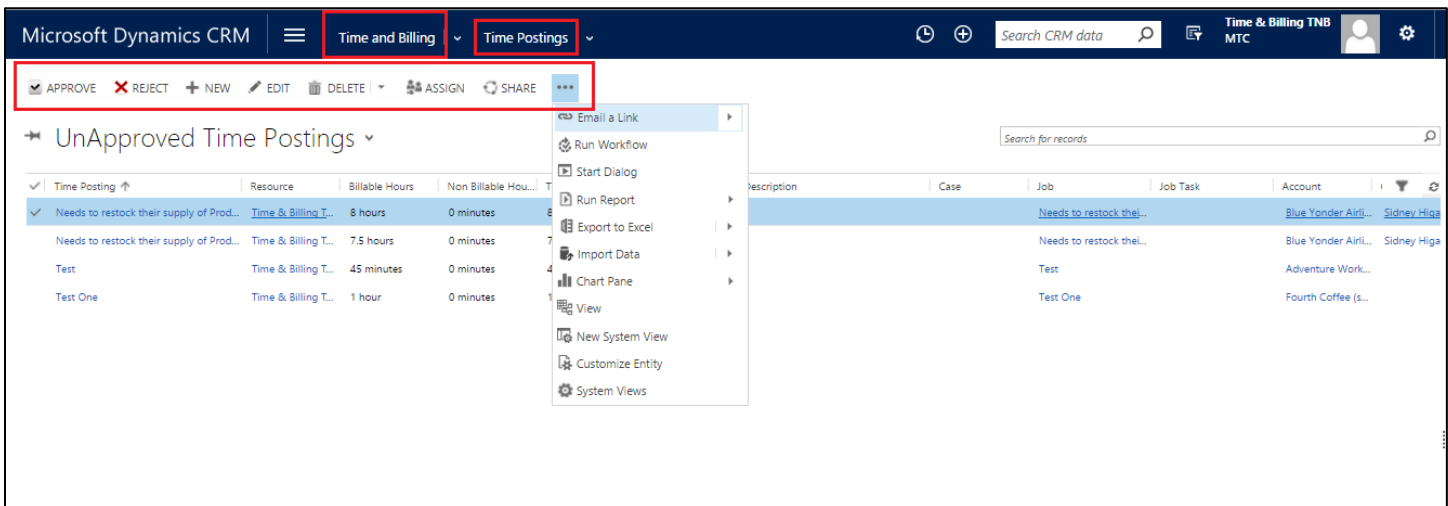 Microsoft Dynamics CRM Time and Billing Time Postings Search CRM data Time & Billing TNB
MTC
APPROVE REJECT NEW EDIT DELETE ASSIGN SHARE •••
Email a Link
UnApproved Time Postings Search for records
Run Workflow
Start Dialog
Time Posting Resource Billable Hours Non Billable Hou... T Description Case Job Job Task Account
Run Report
Needs to restock their supply of Prod... Time & Billing T... 8 hours 0 minutes 8 Needs to restock thei... Blue Yonder Airli... Sidney Higa
Export to Excel
Needs to restock their supply of Prod... Time & Billing T... 7.5 hours 0 minutes 7 Needs to restock thei... Blue Yonder Airli... Sidney Higa
Import Data
Test Time & Billing T... 45 minutes 0 minutes 4 Test Adventure Work...
Chart Pane
Test One Time & Billing T... 1 hour 0 minutes 1 Test One Fourth Coffee (s...
View
New System View
Customize Entity
System Views